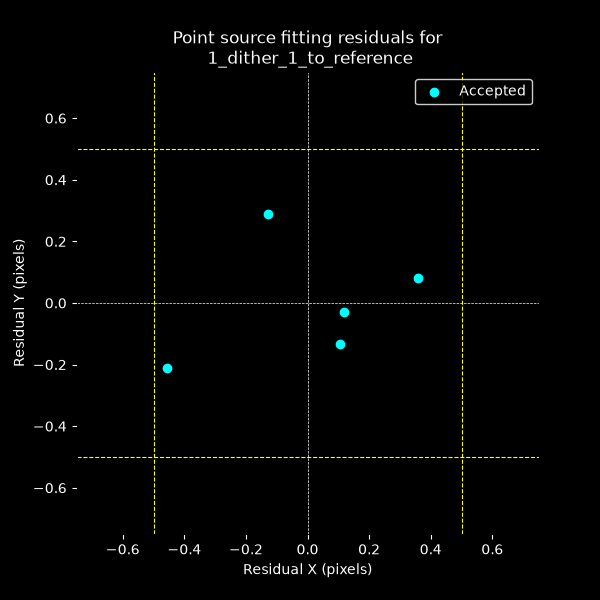 Point source fitting residuals for
1_dither_1_to_reference
Accepted
0.6
0.4
0.2
0.0
−0.2
−0.4
−0.6
Residual Y (pixels)
−0.6 −0.4 −0.2 0.0 0.2 0.4 0.6
Residual X (pixels)